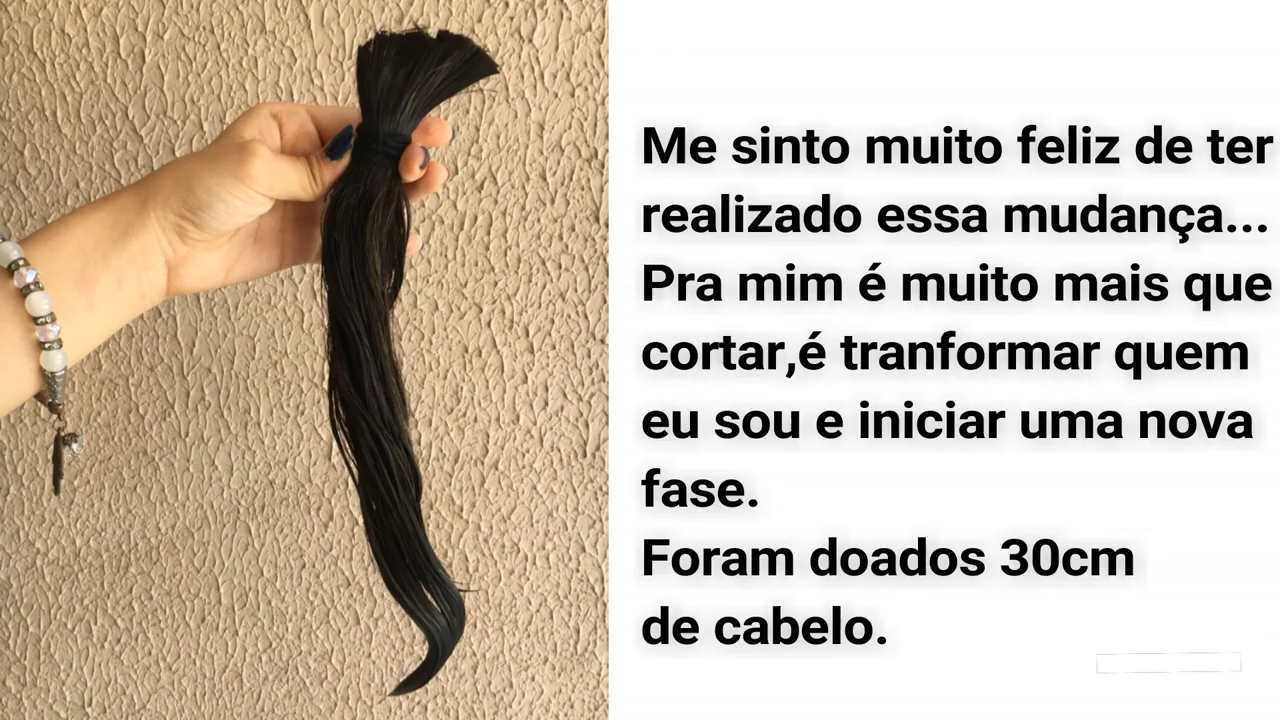 Me sinto muito feliz de ter
realizado essa mudança...
Pra mim é muito mais que
cortar,é tranformar quem
eu sou e iniciar uma nova
fase.
Foram doados 30cm
de cabelo.